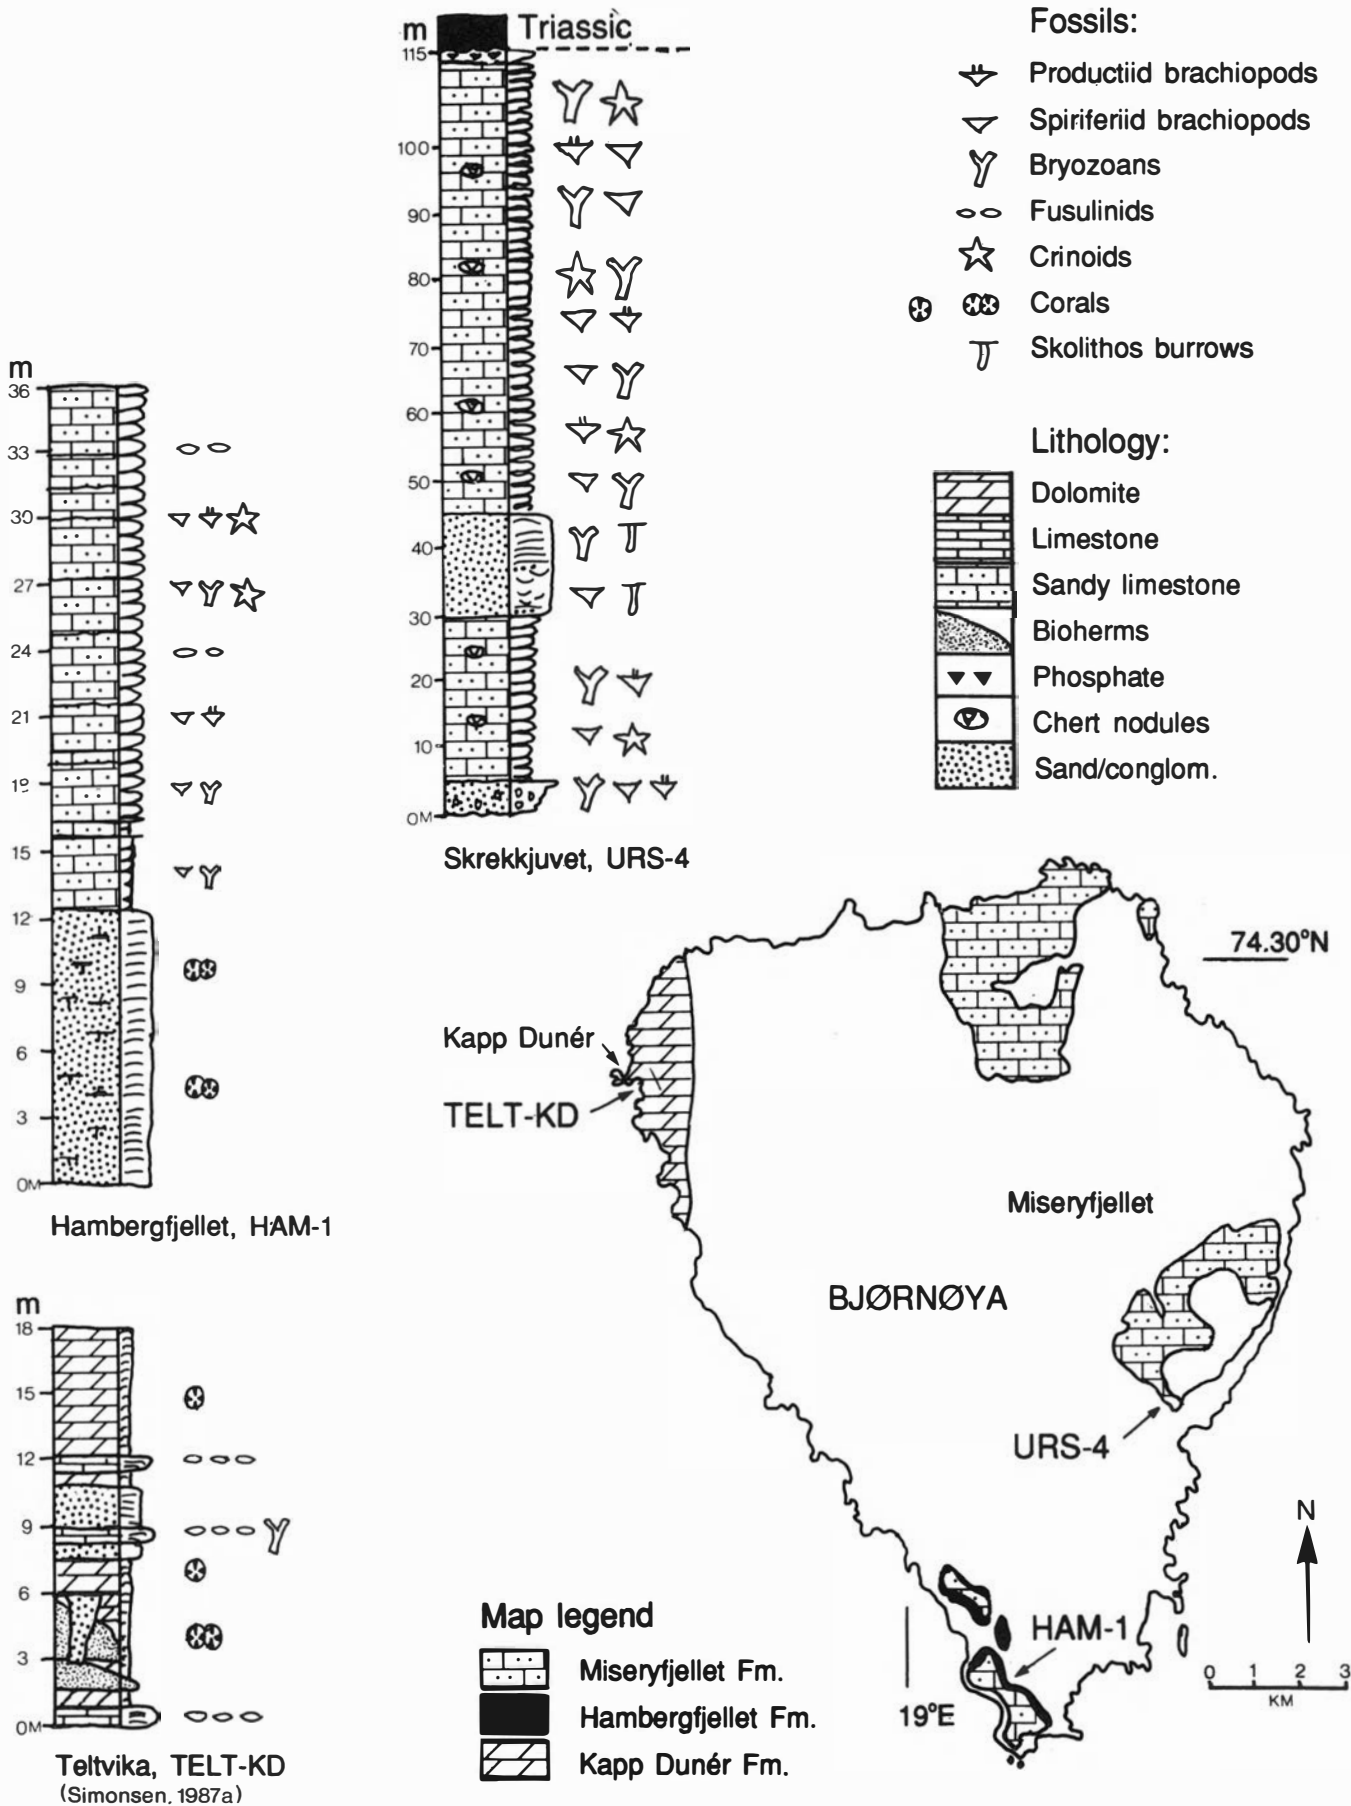 m
Triassic
115
100
90
80
70
60
50
40
30
20
10
0M
Skrekkjuvet, URS-4
Fossils:
Productiid brachiopods
Spiriferiid brachiopods
Bryozoans
Fusulinids
Crinoids
Corals
Skolithos burrows
Lithology:
Dolomite
Limestone
Sandy limestone
Bioherms
Phosphate
Chert nodules
Sand/conglom.
m
36
33
30
27
24
21
18
15
12
9
6
3
0M
Hambergfjellet, HAM-1
m
18
15
12
9
6
3
0M
Teltvika, TELT-KD
(Simonsen, 1987a)
74.30°N
Kapp Dunér
TELT-KD
Miseryfjellet
BJØRNØYA
URS-4
HAM-1
19°E
N
0 1 2 3
KM
Map legend
Miseryfjellet Fm.
Hambergfjellet Fm.
Kapp Dunér Fm.